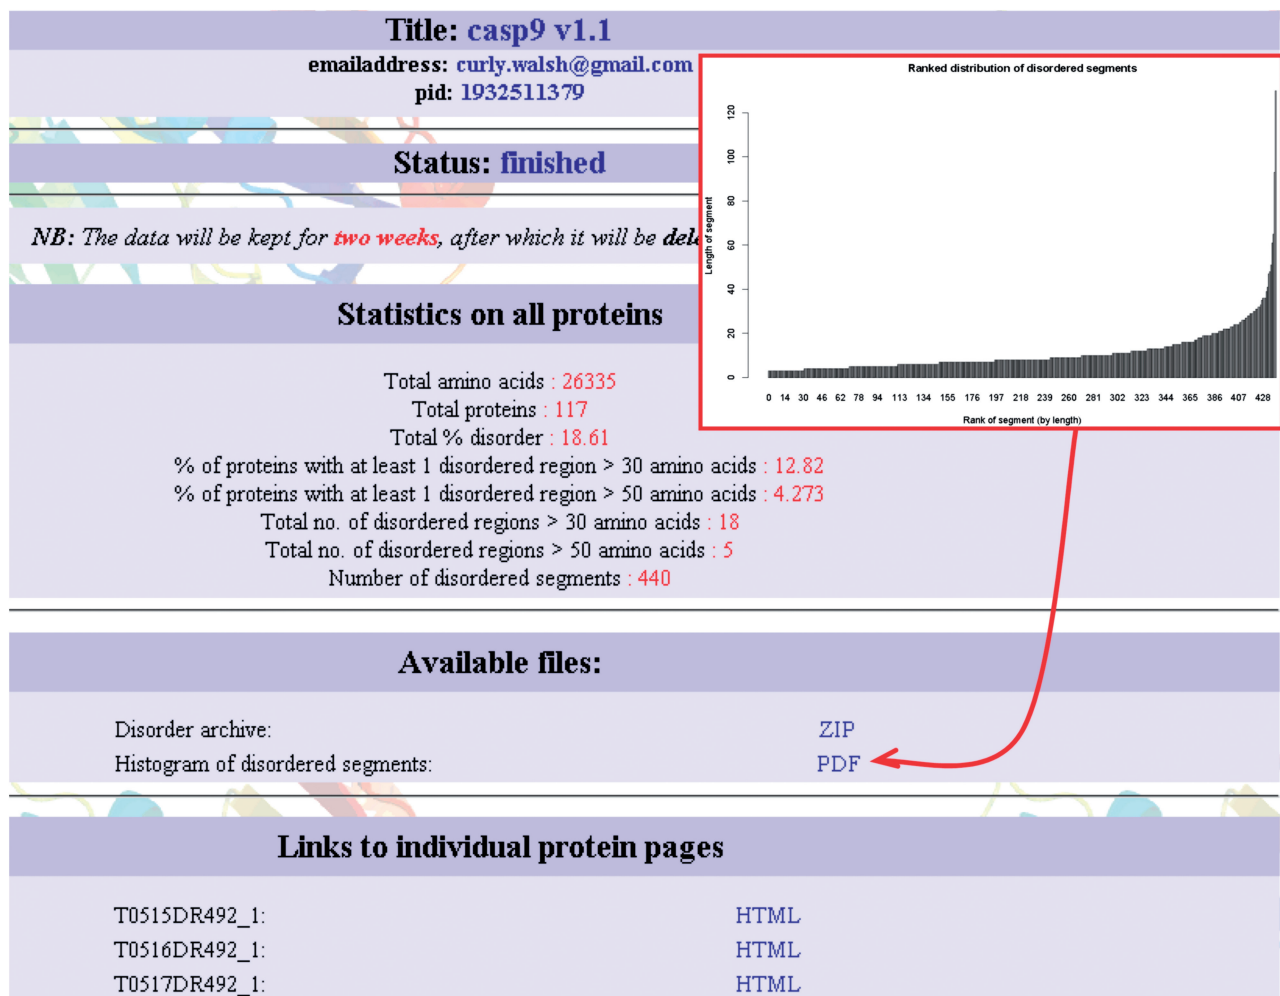 Title: casp9 v1.1
emailaddress: curly.walsh@gmail.com
pid: 1932511379
Status: finished
NB: The data will be kept for two weeks, after which it will be
Statistics on all proteins
Total amino acids : 26335
Total proteins : 117
Total % disorder : 18.61
% of proteins with at least 1 disordered region > 30 amino acids : 12.82
% of proteins with at least 1 disordered region > 50 amino acids : 4.273
Total no. of disordered regions > 30 amino acids : 18
Total no. of disordered regions > 50 amino acids : 5
Number of disordered segments : 440
Ranked distribution of disordered segments
Length of segment
120
100
80
60
40
20
0
0 14 30 46 62 78 94 113 134 155 176 197 218 239 260 281 302 323 344 365 386 407 428
Rank of segment (by length)
Available files:
Disorder archive: ZIP
Histogram of disordered segments: PDF
Links to individual protein pages
T0515DR492_1: HTML
T0516DR492_1: HTML
T0517DR492_1: HTML